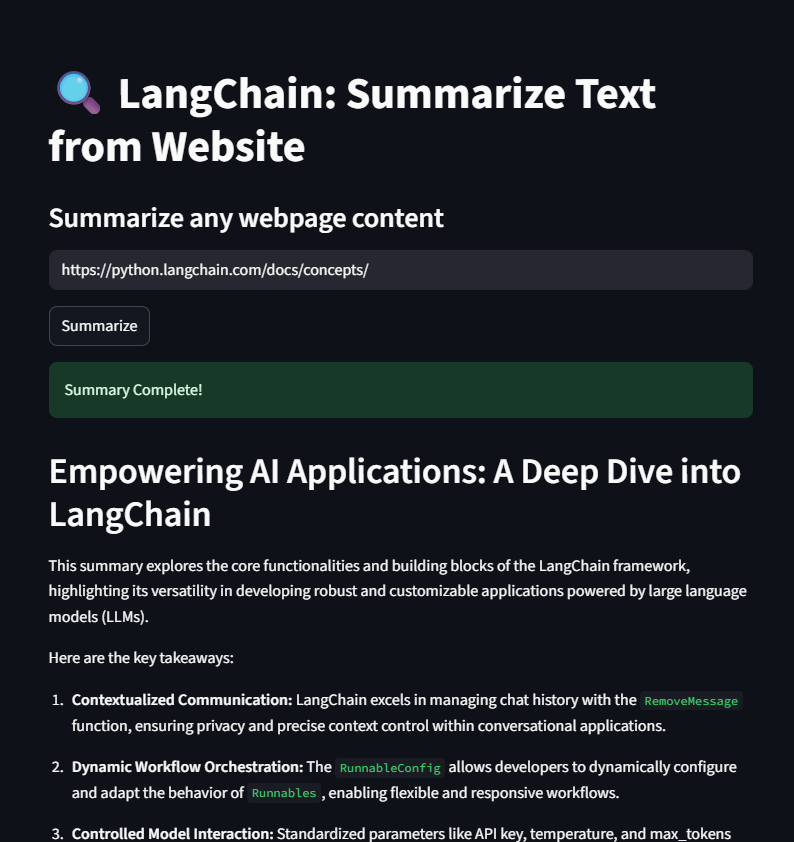 LangChain: Summarize Text
from Website
Summarize any webpage content
https://python.langchain.com/docs/concepts/
Summarize
Summary Complete!
Empowering AI Applications: A Deep Dive into
LangChain
This summary explores the core functionalities and building blocks of the LangChain framework,
highlighting its versatility in developing robust and customizable applications powered by large language
models (LLMs).
Here are the key takeaways:
1. Contextualized Communication: LangChain excels in managing chat history with the RemoveMessage
function, ensuring privacy and precise context control within conversational applications.
2. Dynamic Workflow Orchestration: The RunnableConfig allows developers to dynamically configure
and adapt the behavior of Runnables, enabling flexible and responsive workflows.
3. Controlled Model Interaction: Standardized parameters like API key, temperature, and max_tokens